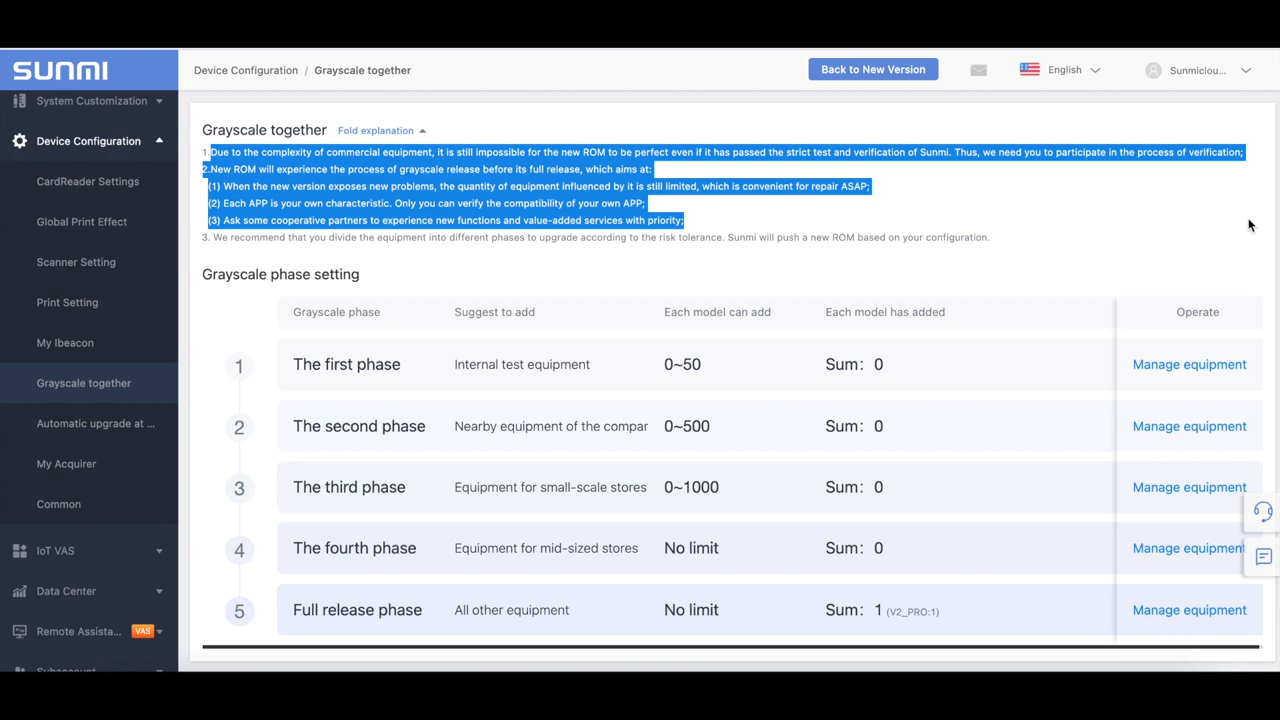 SUNMI
Device Configuration / Grayscale together
Back to New Version
English
Sunmiclou...
System Customization
Device Configuration
CardReader Settings
Global Print Effect
Scanner Setting
Print Setting
My Ibeacon
Grayscale together
Automatic upgrade at ...
My Acquirer
Common
IoT VAS
Data Center
Remote Assista... VAS
Subaccount
Grayscale together Fold explanation
1.Due to the complexity of commercial equipment, it is still impossible for the new ROM to be perfect even if it has passed the strict test and verification of Sunmi. Thus, we need you to participate in the process of verification;
2.New ROM will experience the process of grayscale release before its full release, which aims at:
(1) When the new version exposes new problems, the quantity of equipment influenced by it is still limited, which is convenient for repair ASAP;
(2) Each APP is your own characteristic. Only you can verify the compatibility of your own APP;
(3) Ask some cooperative partners to experience new functions and value-added services with priority;
3. We recommend that you divide the equipment into different phases to upgrade according to the risk tolerance. Sunmi will push a new ROM based on your configuration.
Grayscale phase setting
Grayscale phase Suggest to add Each model can add Each model has added Operate
1 The first phase Internal test equipment 0~50 Sum: 0 Manage equipment
2 The second phase Nearby equipment of the compar 0~500 Sum: 0 Manage equipment
3 The third phase Equipment for small-scale stores 0~1000 Sum: 0 Manage equipment
4 The fourth phase Equipment for mid-sized stores No limit Sum: 0 Manage equipment
5 Full release phase All other equipment No limit Sum: 1 (V2_PRO:1) Manage equipment